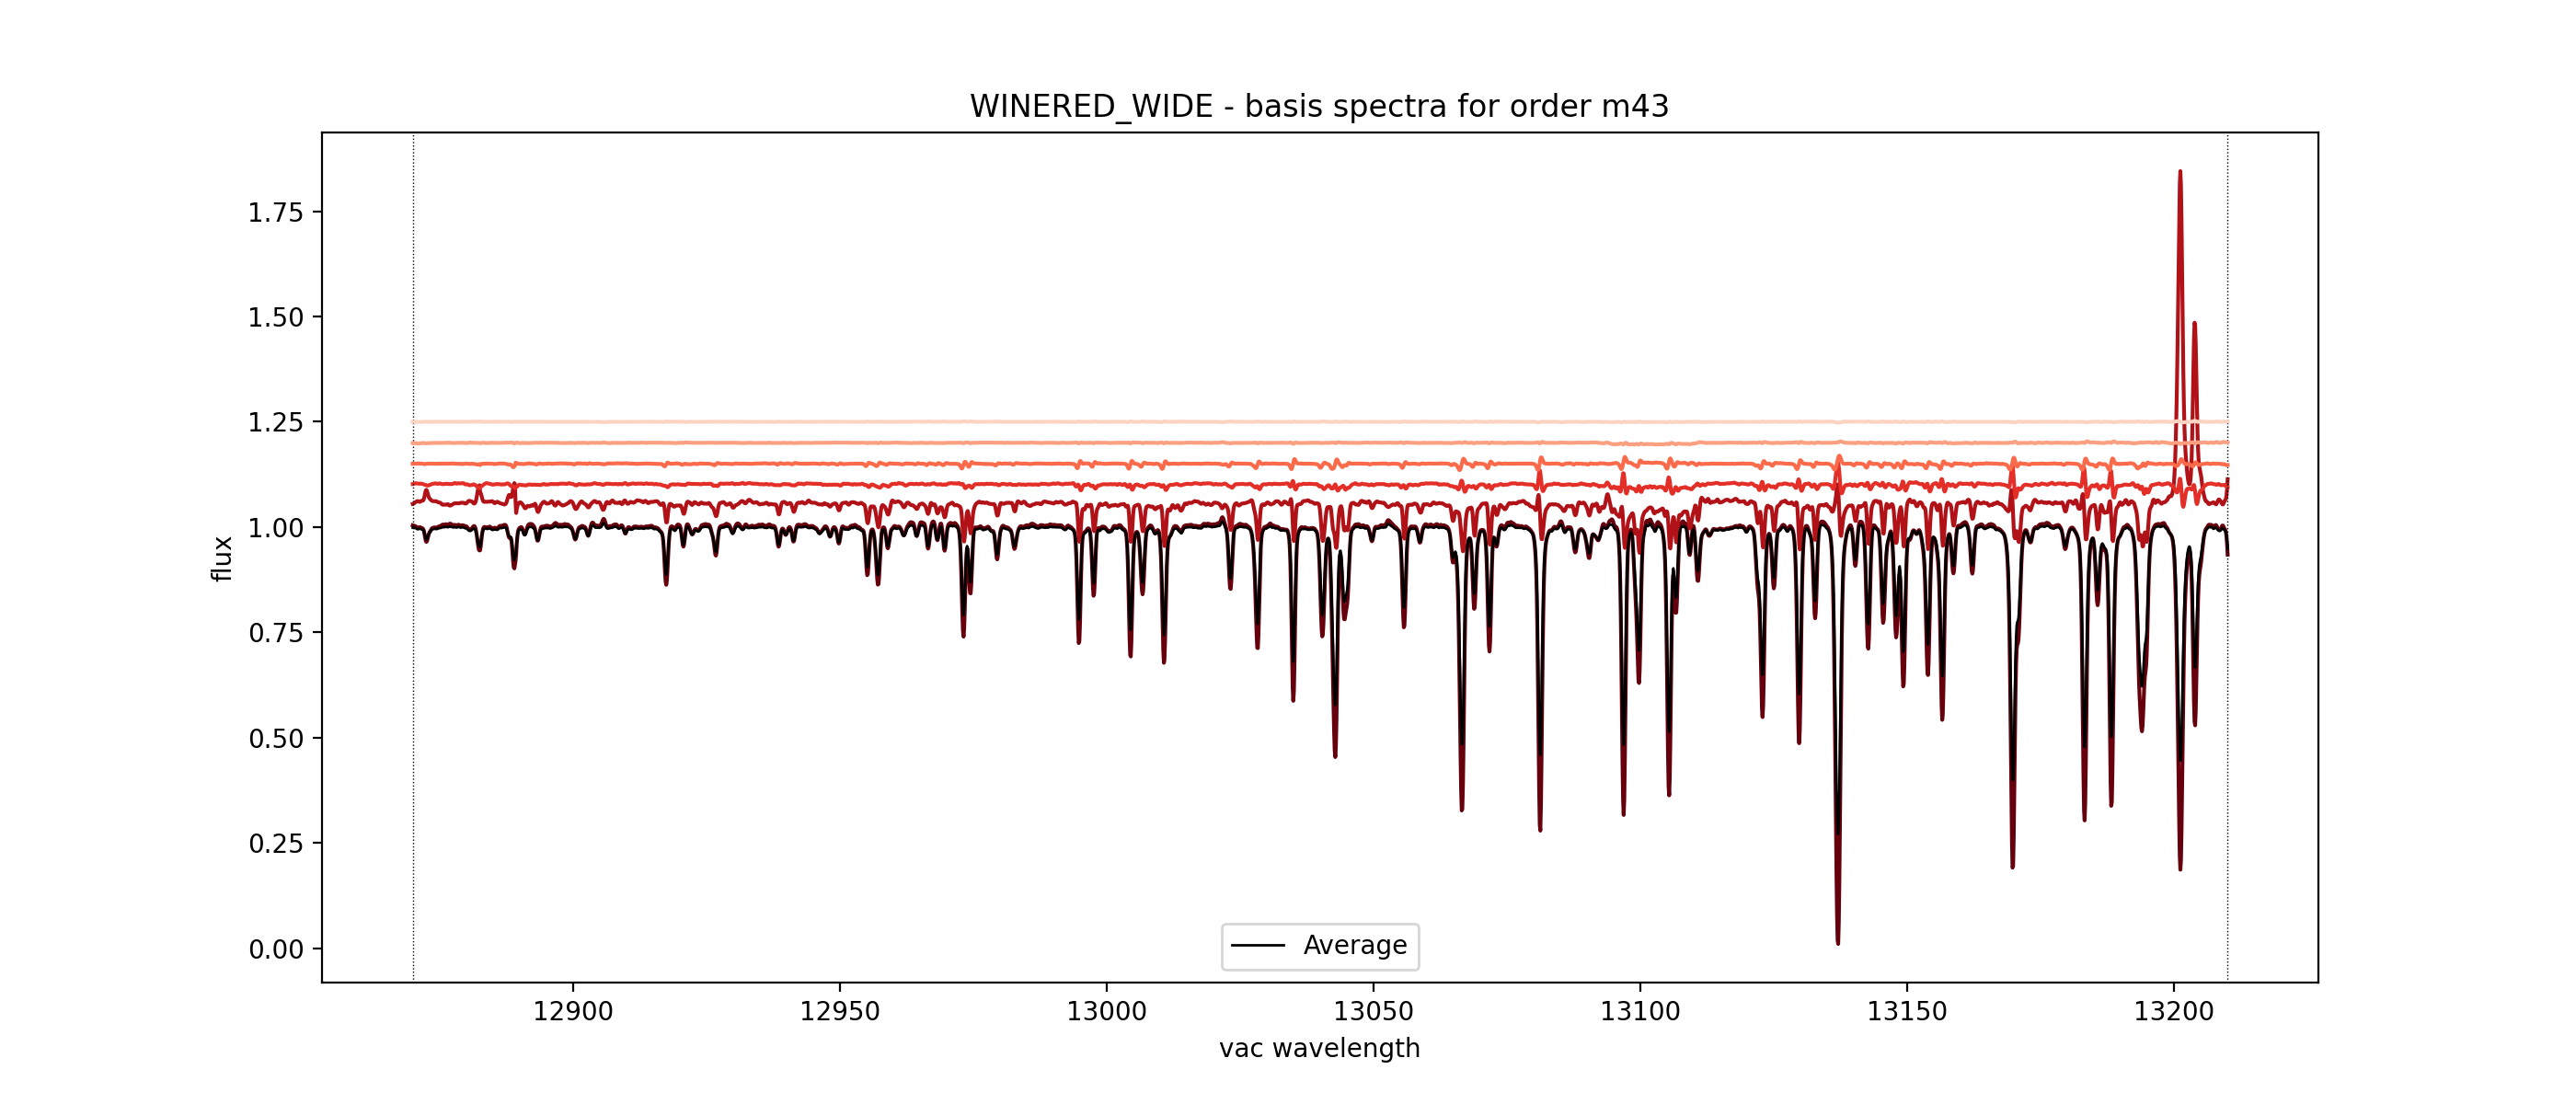 WINERED_WIDE - basis spectra for order m43
flux
1.75
1.50
1.25
1.00
0.75
0.50
0.25
0.00
Average
12900 12950 13000 13050 13100 13150 13200
vac wavelength